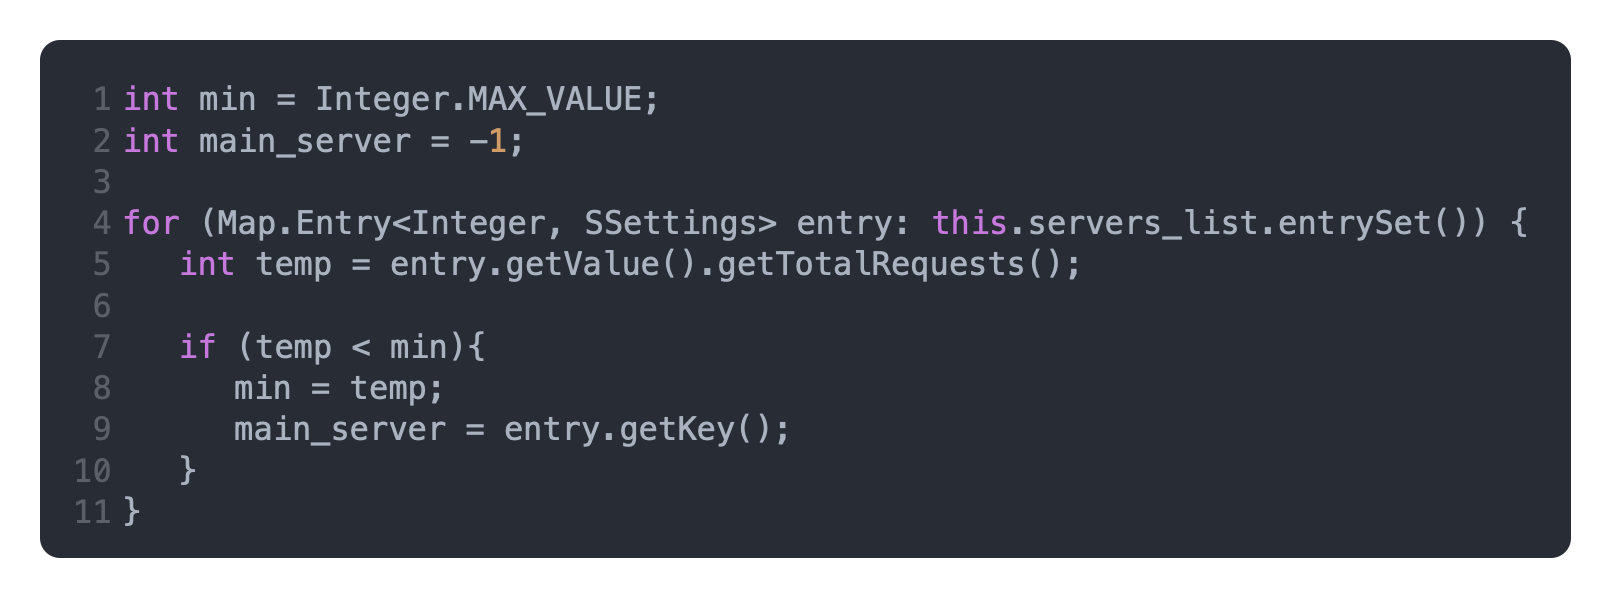 1 int min = Integer.MAX_VALUE;
2 int main_server = -1;
3
4 for (Map.Entry<Integer, SSettings> entry: this.servers_list.entrySet()) {
5    int temp = entry.getValue().getTotalRequests();
6
7    if (temp < min){
8       min = temp;
9       main_server = entry.getKey();
10    }
11 }